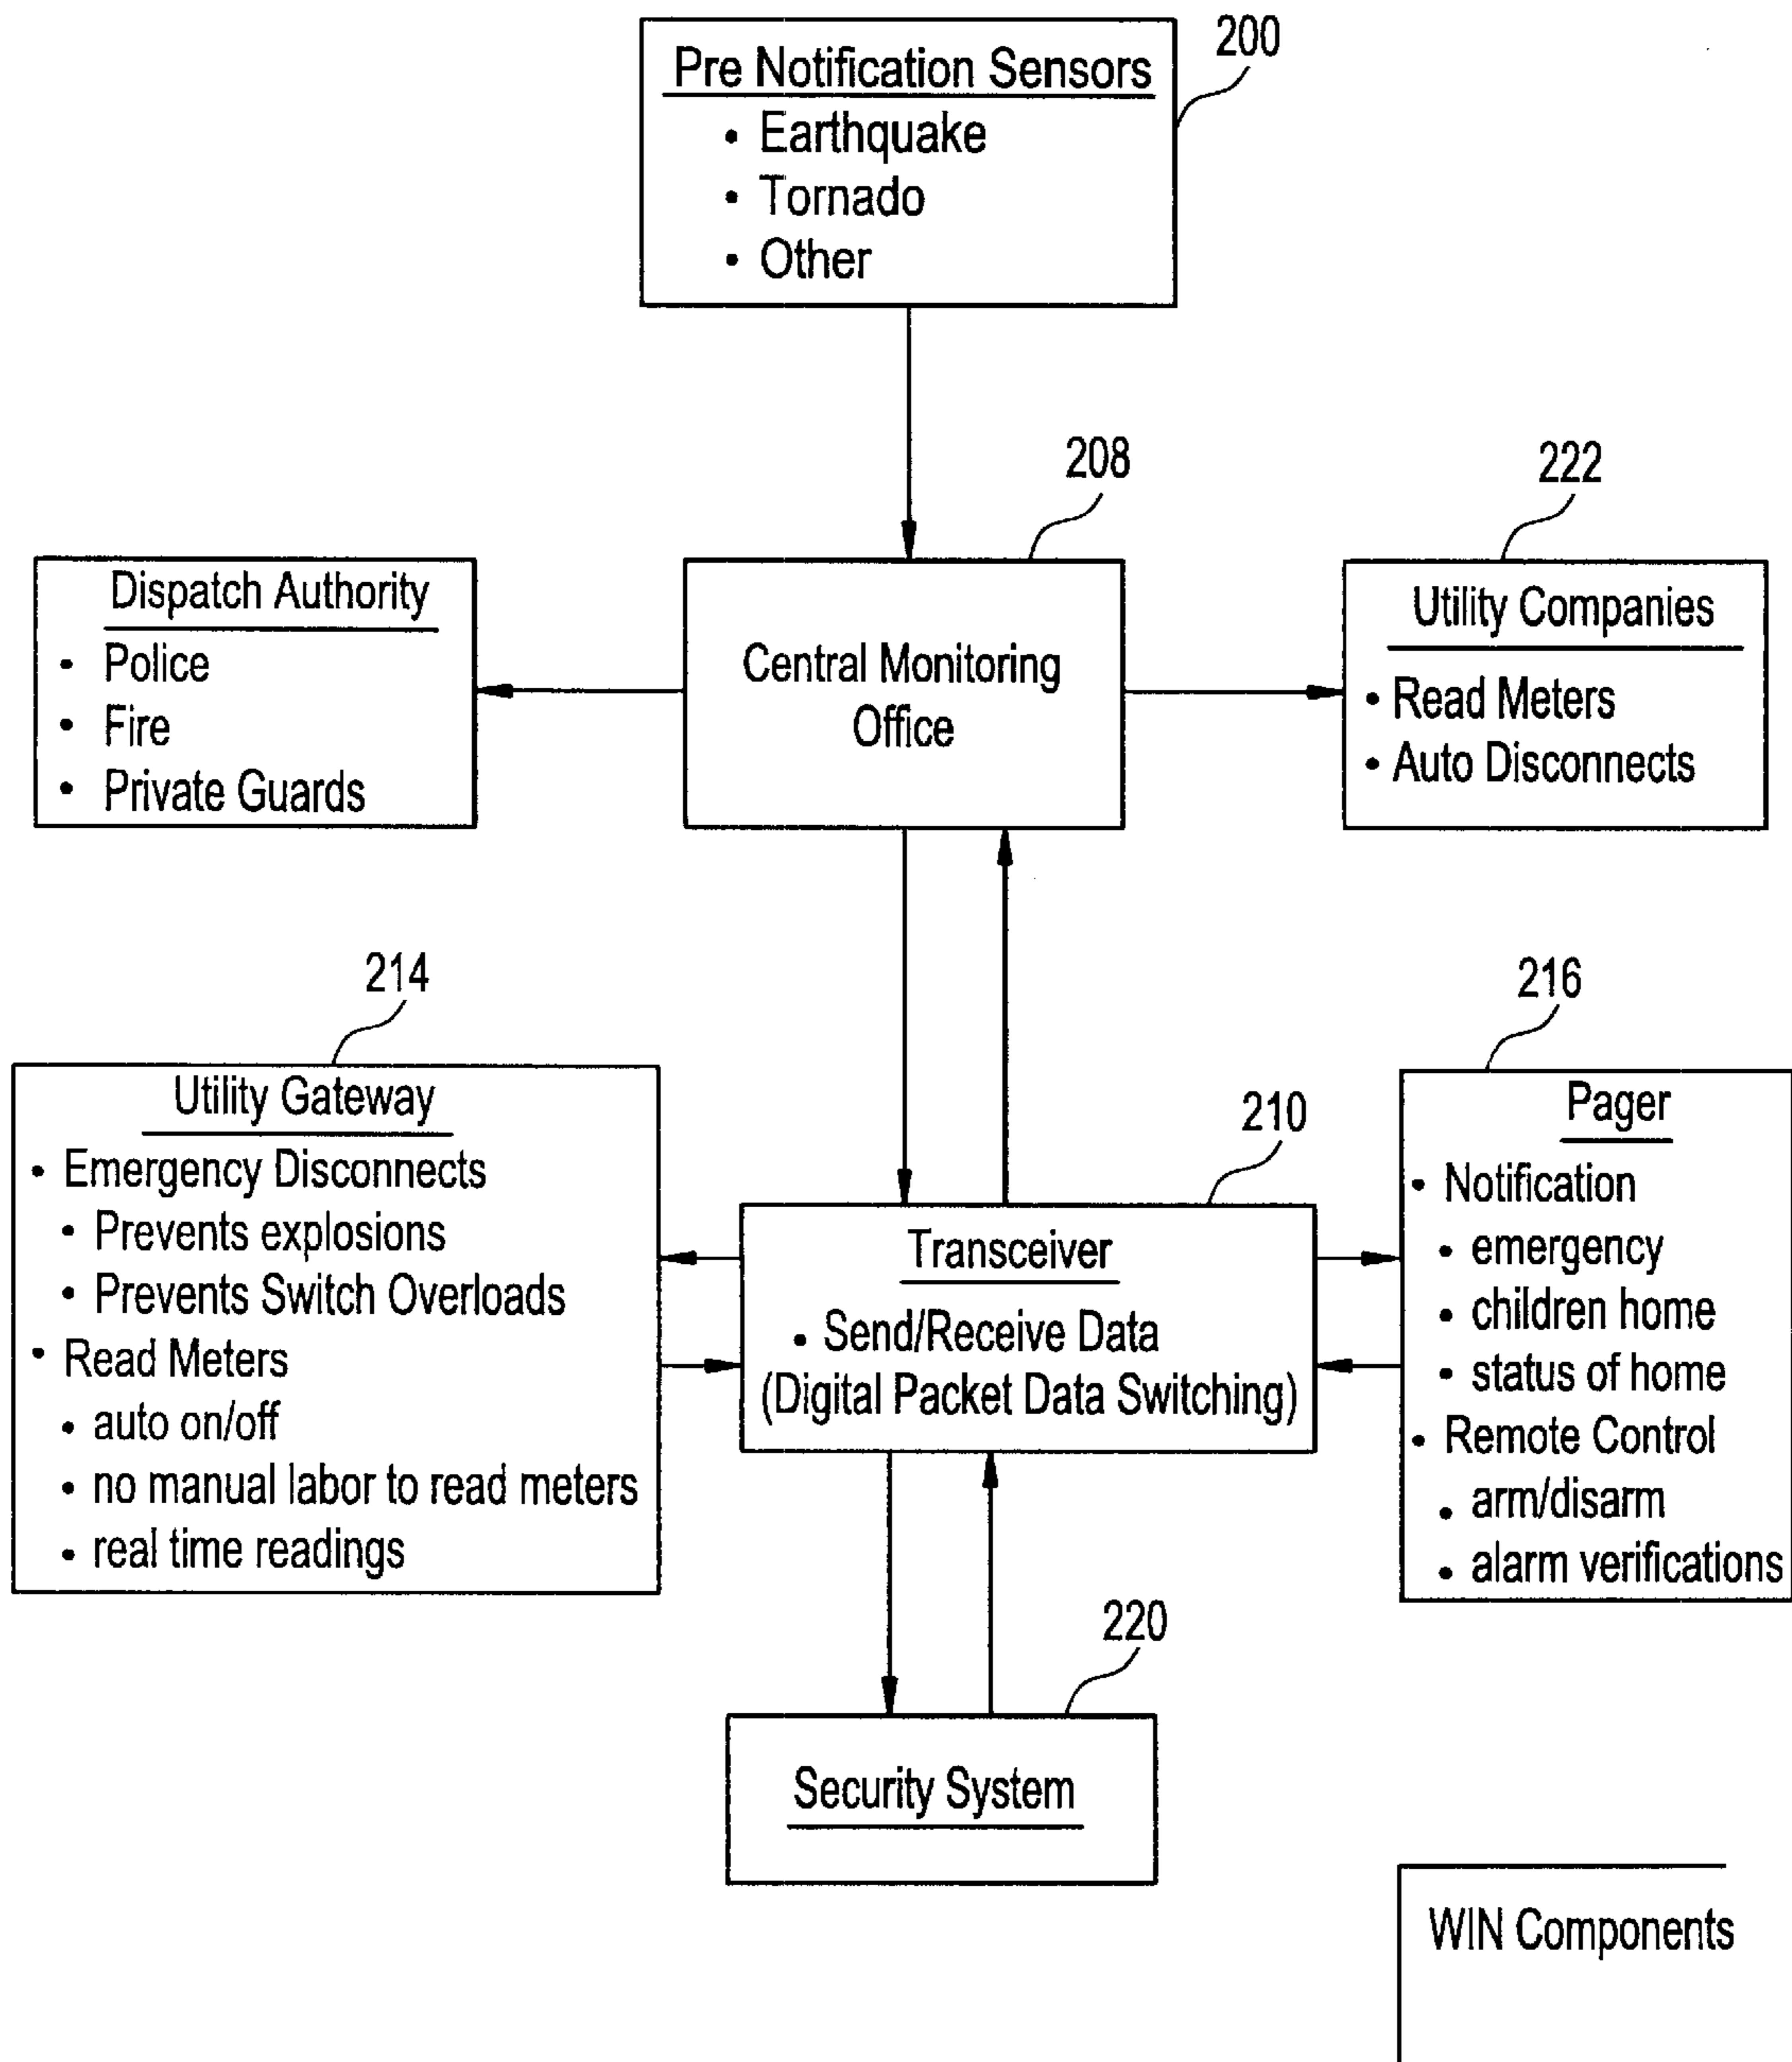 200
Pre Notification Sensors
• Earthquake
• Tornado
• Other
208
222
Dispatch Authority
• Police
• Fire
• Private Guards
Central Monitoring
Office
Utility Companies
• Read Meters
• Auto Disconnects
214
216
210
Utility Gateway
• Emergency Disconnects
• Prevents explosions
• Prevents Switch Overloads
• Read Meters
• auto on/off
• no manual labor to read meters
• real time readings
Transceiver
• Send/Receive Data
(Digital Packet Data Switching)
Pager
• Notification
• emergency
• children home
• status of home
• Remote Control
• arm/disarm
• alarm verifications
220
Security System
WIN Components